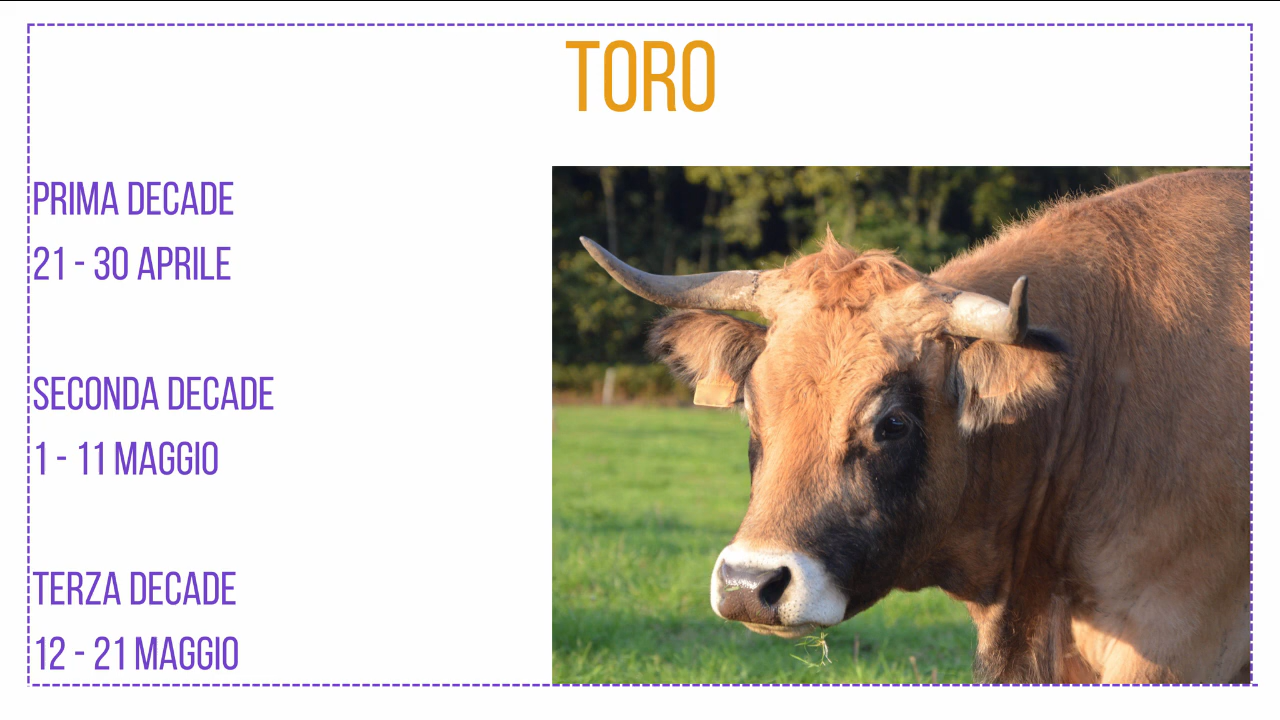 TORO
PRIMA DECADE
21 - 30 APRILE
SECONDA DECADE
1 - 11 MAGGIO
TERZA DECADE
12 - 21 MAGGIO